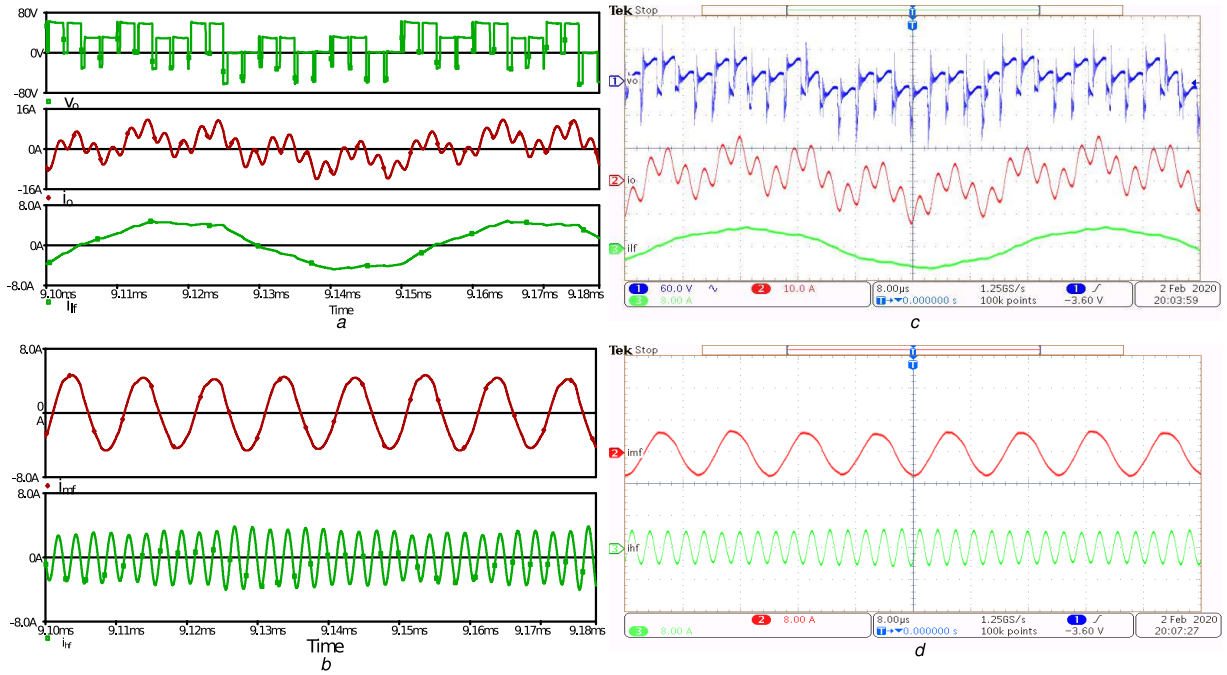 80V
0V
-80V
Vo
16A
0A
-16A
io
8.0A
0A
-8.0A
9.10ms 9.11ms 9.12ms 9.13ms 9.14ms 9.15ms 9.16ms 9.17ms 9.18ms
Ilf
Time
a
Tek Stop
T
T
1 vo
2 io
3 ilf
1 60.0 V 2 10.0 A
3 8.00 A
8.00µs 1.25GS/s 1
T→▼0.000000 s 100k points -3.60 V
2 Feb 2020
20:03:59
c
8.0A
0
A
-8.0A
imf
8.0A
0A
-8.0A
9.10ms 9.11ms 9.12ms 9.13ms 9.14ms 9.15ms 9.16ms 9.17ms 9.18ms
ihf
Time
b
Tek Stop
T
T
2 imf
3 ihf
2 8.00 A
3 8.00 A
8.00µs 1.25GS/s 1
T→▼0.000000 s 100k points -3.60 V
2 Feb 2020
20:07:27
d